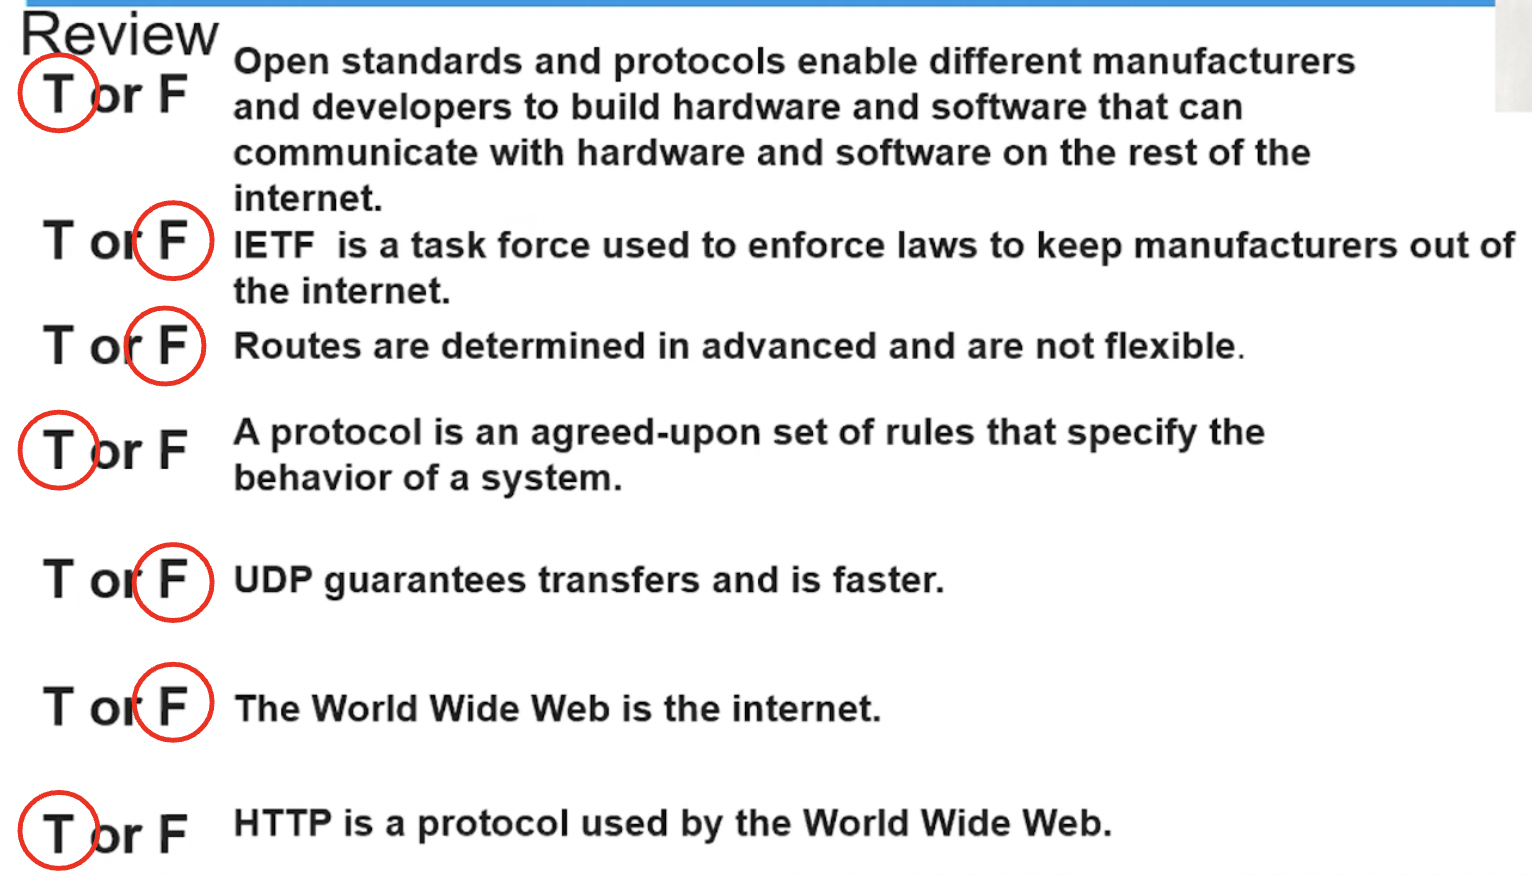 Review
T or F Open standards and protocols enable different manufacturers
and developers to build hardware and software that can
communicate with hardware and software on the rest of the
internet.
T or F IETF is a task force used to enforce laws to keep manufacturers out of
the internet.
T or F Routes are determined in advanced and are not flexible.
T or F A protocol is an agreed-upon set of rules that specify the
behavior of a system.
T or F UDP guarantees transfers and is faster.
T or F The World Wide Web is the internet.
T or F HTTP is a protocol used by the World Wide Web.